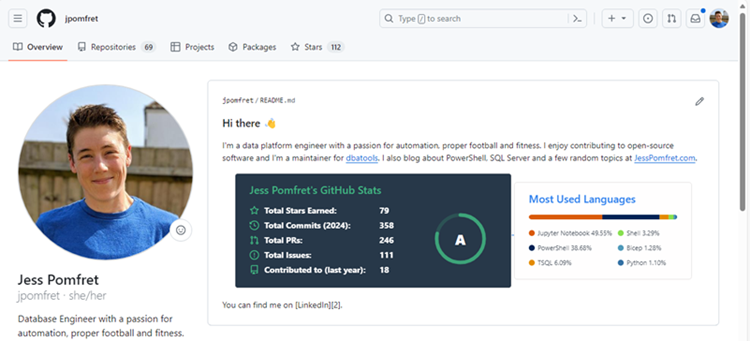 jpomfret
Type / to search
Overview
Repositories 69
Projects
Packages
Stars 112
jpomfret / README.md
Hi there 👋
I'm a data platform engineer with a passion for automation, proper football and fitness. I enjoy contributing to open-source
software and I'm a maintainer for dbatools. I also blog about PowerShell, SQL Server and a few random topics at JessPomfret.com.
Jess Pomfret's GitHub Stats
Total Stars Earned: 79
Total Commits (2024): 358
Total PRs: 246
Total Issues: 111
Contributed to (last year): 18
A
Most Used Languages
Jupyter Notebook 49.55%
Shell 3.29%
PowerShell 38.68%
Bicep 1.28%
TSQL 6.09%
Python 1.10%
You can find me on [LinkedIn][2].
Jess Pomfret
jpomfret · she/her
Database Engineer with a passion for
automation, proper football and fitness.